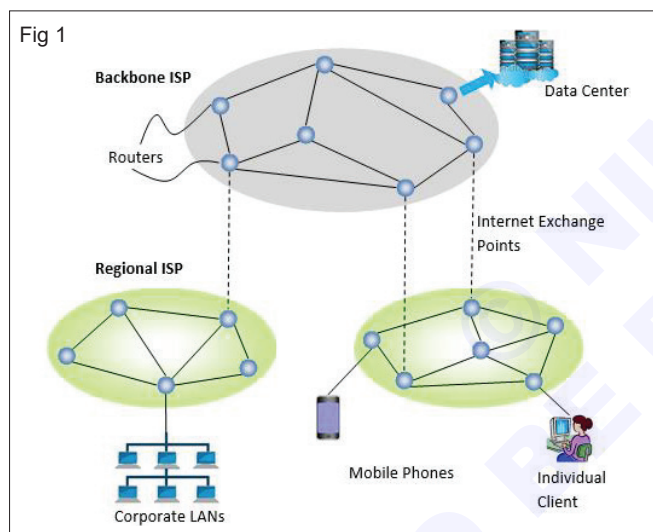 Fig 1
Backbone ISP
Data Center
Routers
Internet Exchange
Points
Regional ISP
Mobile Phones
Individual
Client
Corporate LANs